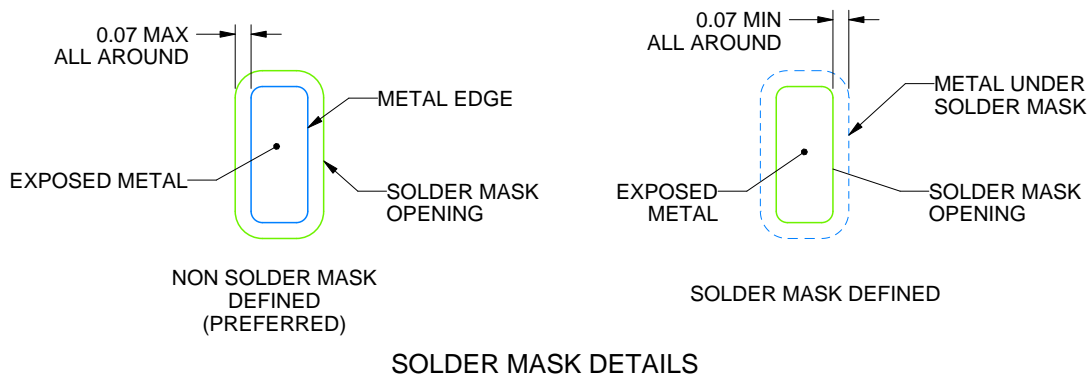 0.07 MAX
ALL AROUND
METAL EDGE
EXPOSED METAL
SOLDER MASK
OPENING
NON SOLDER MASK
DEFINED
(PREFERRED)
0.07 MIN
ALL AROUND
METAL UNDER
SOLDER MASK
EXPOSED
METAL
SOLDER MASK
OPENING
SOLDER MASK DEFINED
SOLDER MASK DETAILS